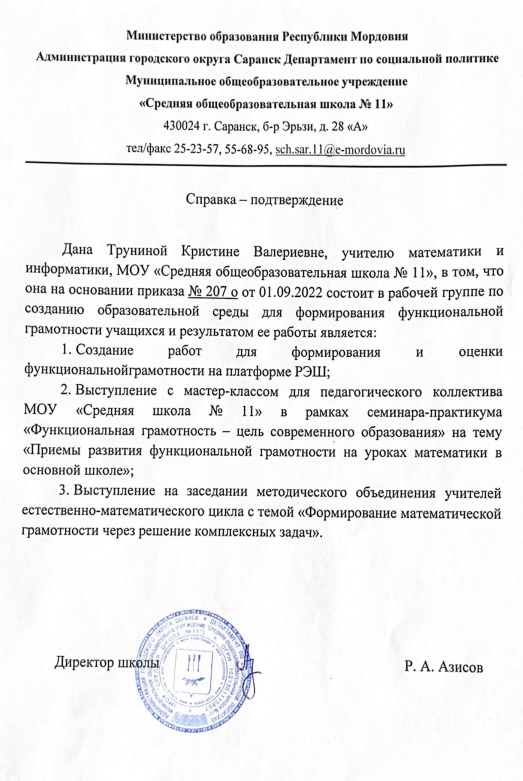 Министерство образования Республики Мордовия
Администрация городского округа Саранск Департамент по социальной политике
Муниципальное общеобразовательное учреждение
«Средняя общеобразовательная школа № 11»
430024 г. Саранск, б-р Эрьзи, д. 28 «А»
тел/факс 25-23-57, 55-68-95, sch.sar.11@e-mordovia.ru
Справка – подтверждение
Дана Труниной Кристине Валериевне, учителю математики и
информатики, МОУ «Средняя общеобразовательная школа № 11», в том, что
она на основании приказа № 207 о от 01.09.2022 состоит в рабочей группе по
созданию образовательной среды для формирования функциональной
грамотности учащихся и результатом ее работы является:
1. Создание работ для формирования и оценки
функциональнойграмотности на платформе РЭШ;
2. Выступление с мастер-классом для педагогического коллектива
МОУ «Средняя школа № 11» в рамках семинара-практикума
«Функциональная грамотность – цель современного образования» на тему
«Приемы развития функциональной грамотности на уроках математики в
основной школе»;
3. Выступление на заседании методического объединения учителей
естественно-математического цикла с темой «Формирование математической
грамотности через решение комплексных задач».
Директор школы
Р. А. Азисов